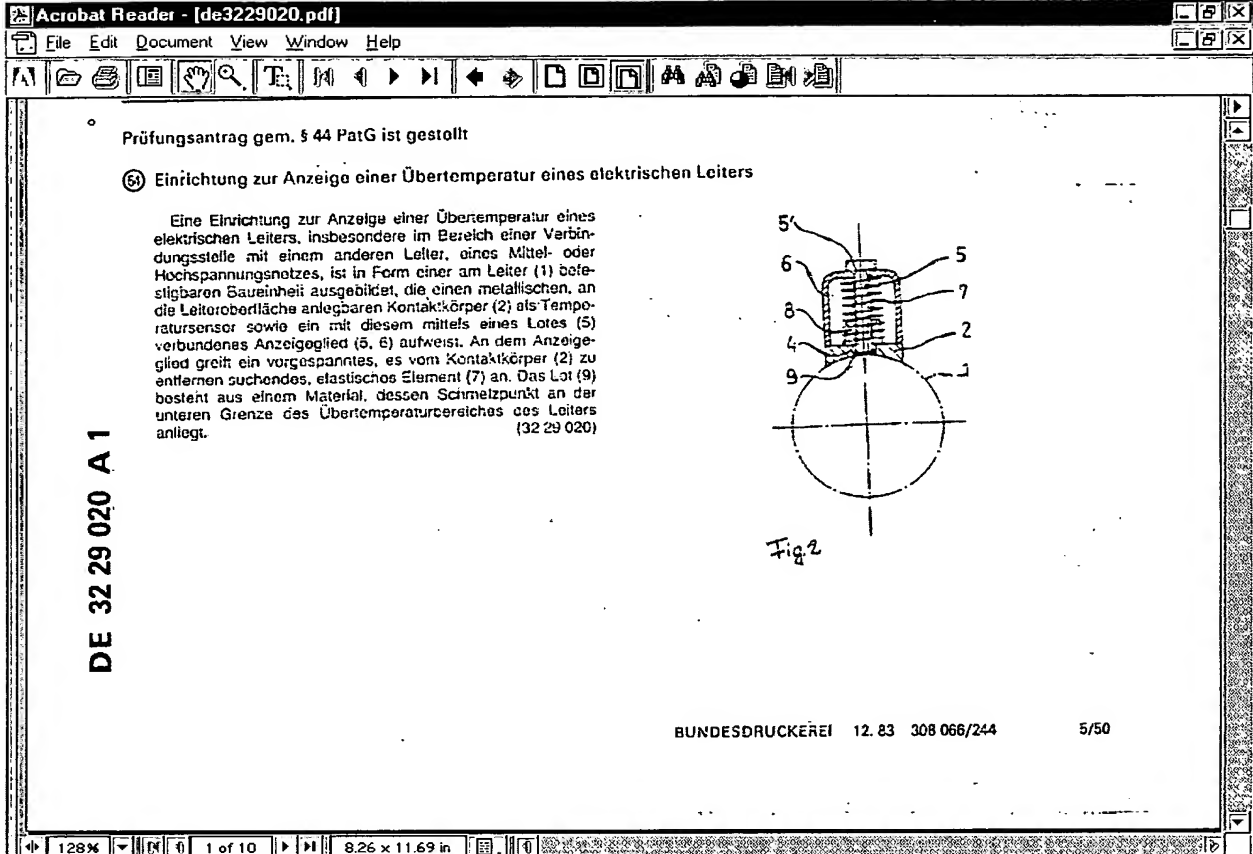 Acrobat Reader - [de3229020.pdf]
File Edit Document View Window Help
Prüfungsantrag gem. § 44 PatG ist gestellt
54 Einrichtung zur Anzeige einer Übertemperatur eines elektrischen Leiters
Eine Einrichtung zur Anzeige einer Übertemperatur eines
elektrischen Leiters, insbesondere im Bereich einer Verbin-
dungsstelle mit einem anderen Leiter, eines Mittel- oder
Hochspannungsnetzes, ist in Form einer am Leiter (1) befe-
stigbaren Baueinheit ausgebildet, die einen metallischen, an
die Leiteroberfläche anlegbaren Kontaktkörper (2) als Tempe-
ratursensor sowie ein mit diesem mittels eines Lotes (5)
verbundenes Anzeigeglied (5, 6) aufweist. An dem Anzeige-
glied greift ein vorgespanntes, es vom Kontaktkörper (2) zu
entfernen suchendes, elastisches Element (7) an. Das Lot (9)
besteht aus einem Material, dessen Schmelzpunkt an der
unteren Grenze des Übertemperaturbereiches des Leiters
anliegt. (32 29 020)
DE 32 29 020 A 1
5'
6
5
7
8
2
4
9
1
Fig.2
BUNDESDRUCKEREI 12. 83 308 066/244 5/50
128% 1 of 10 8.26 x 11.69 in